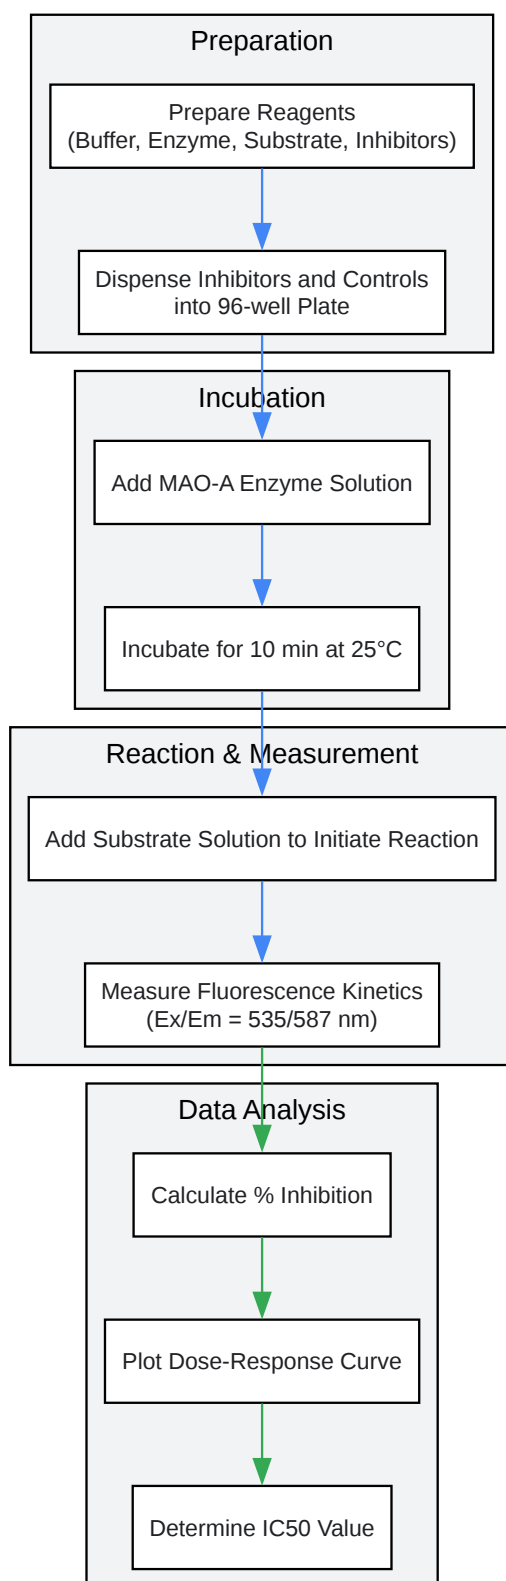 Preparation
Prepare Reagents
(Buffer, Enzyme, Substrate, Inhibitors)
Dispense Inhibitors and Controls
into 96-well Plate
Incubation
Add MAO-A Enzyme Solution
Incubate for 10 min at 25°C
Reaction & Measurement
Add Substrate Solution to Initiate Reaction
Measure Fluorescence Kinetics
(Ex/Em = 535/587 nm)
Data Analysis
Calculate % Inhibition
Plot Dose-Response Curve
Determine IC50 Value